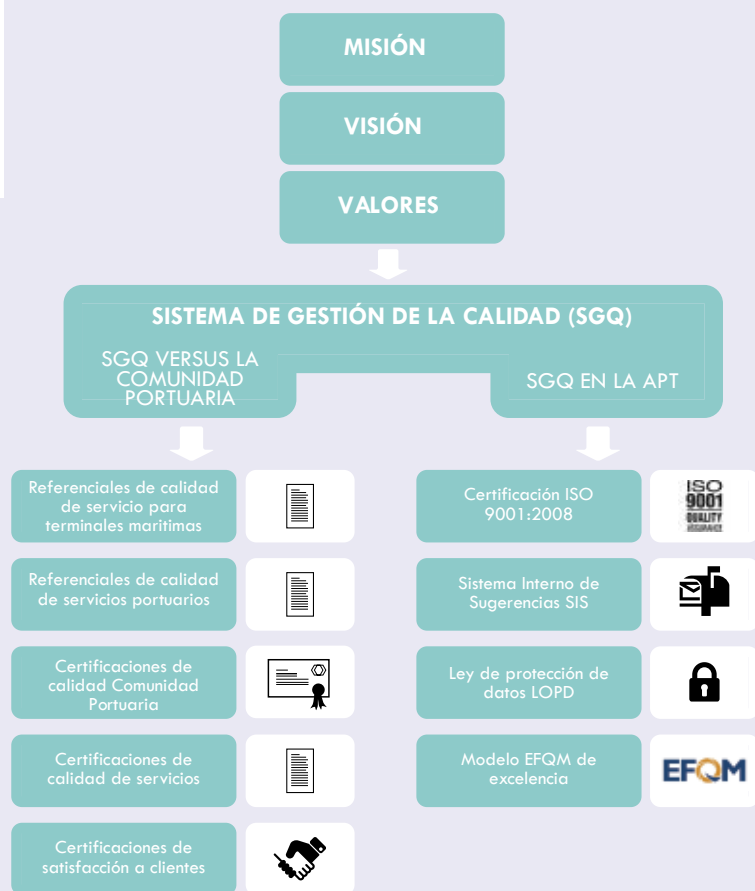 MISIÓN
VISIÓN
VALORES
SISTEMA DE GESTIÓN DE LA CALIDAD (SGQ)
SGQ VERSUS LA
COMUNIDAD
PORTUARIA
SGQ EN LA APT
Referenciales de calidad
de servicio para
terminales maritimas
Certificación ISO
9001:2008
ISO
9001
QUALITY
ASSURANCE
Referenciales de calidad
de servicios portuarios
Sistema Interno de
Sugerencias SIS
Certificaciones de
calidad Comunidad
Portuaria
Ley de protección de
datos LOPD
Certificaciones de
calidad de servicios
Modelo EFQM de
excelencia
EFQM
Certificaciones de
satisfacción a clientes